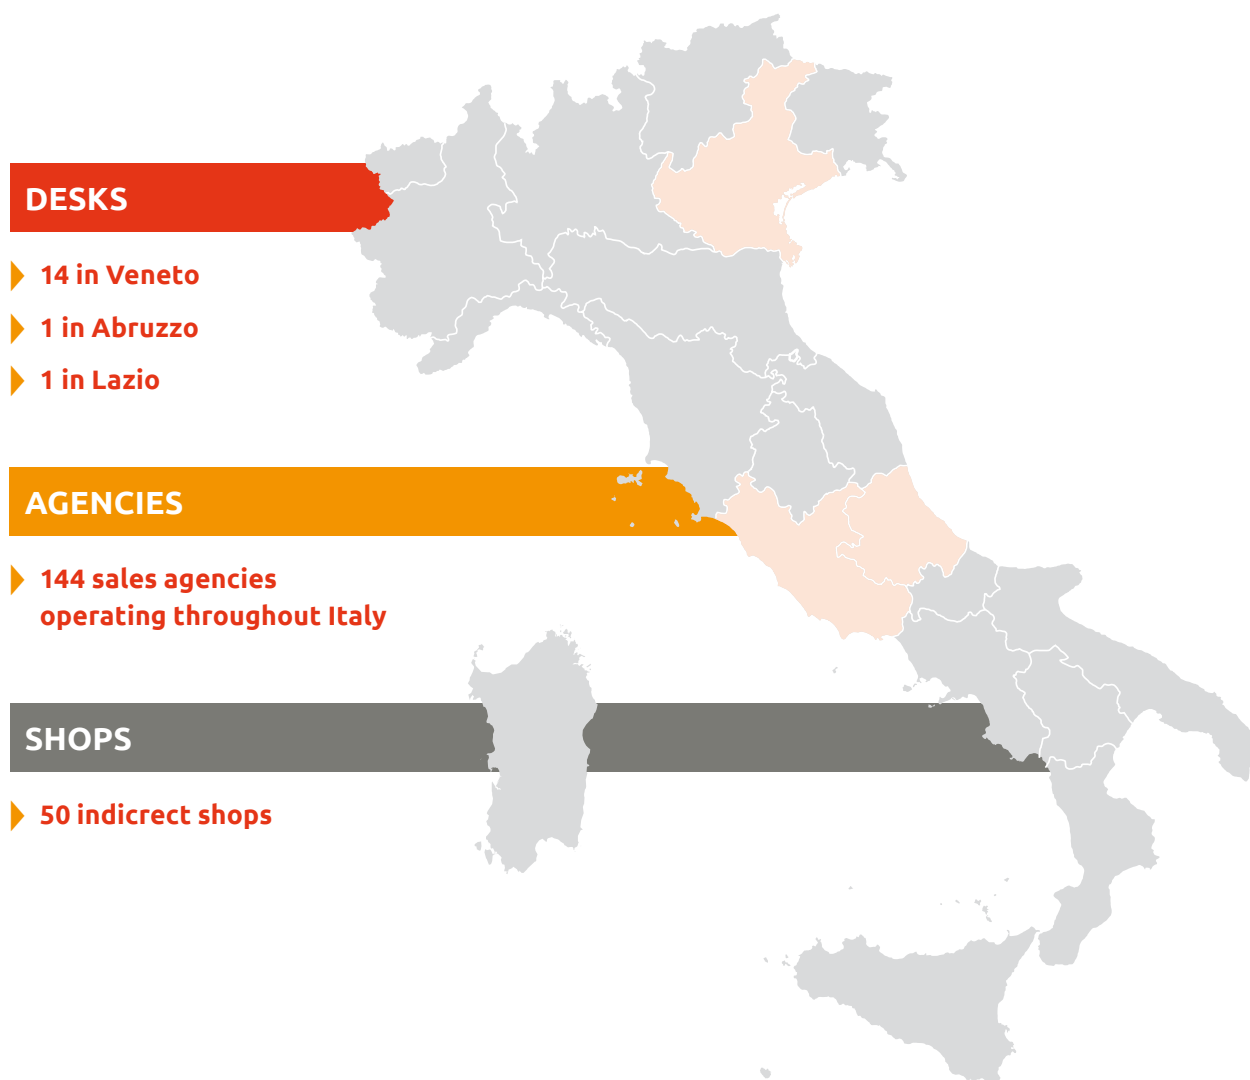 DESKS
14 in Veneto
1 in Abruzzo
1 in Lazio
AGENCIES
144 sales agencies
operating throughout Italy
SHOPS
50 indicrect shops